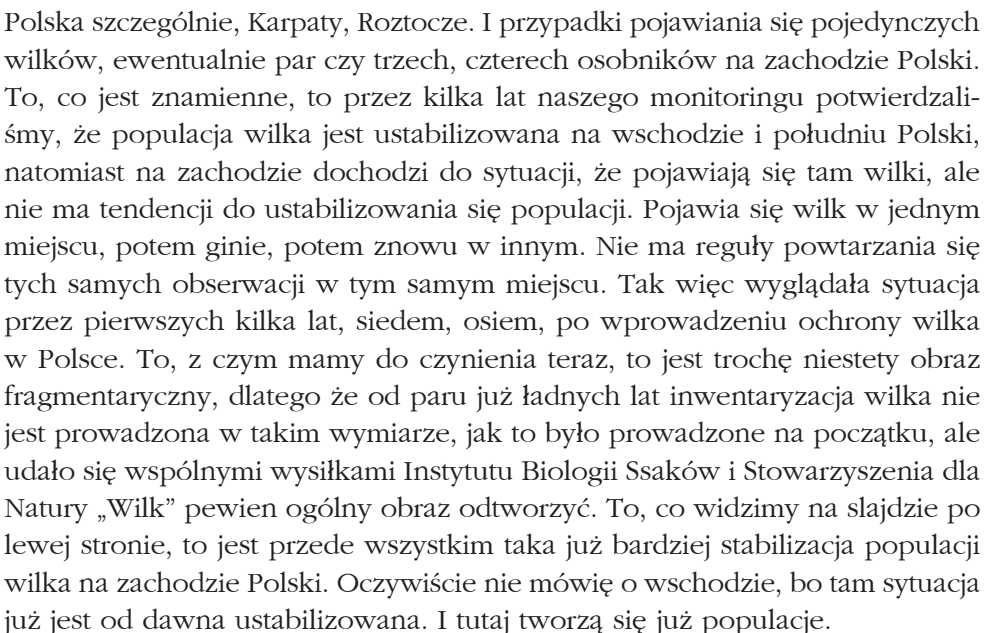 Polska szczególnie, Karpaty, Roztocze. I przypadki pojawiania się pojedynczych
wilków, ewentualnie par czy trzech, czterech osobników na zachodzie Polski.
To, co jest znamienne, to przez kilka lat naszego monitoringu potwierdzali-
śmy, że populacja wilka jest ustabilizowana na wschodzie i południu Polski,
natomiast na zachodzie dochodzi do sytuacji, że pojawiają się tam wilki, ale
nie ma tendencji do ustabilizowania się populacji. Pojawia się wilk w jednym
miejscu, potem ginie, potem znowu w innym. Nie ma reguły powtarzania się
tych samych obserwacji w tym samym miejscu. Tak więc wyglądała sytuacja
przez pierwszych kilka lat, siedem, osiem, po wprowadzeniu ochrony wilka
w Polsce. To, z czym mamy do czynienia teraz, to jest trochę niestety obraz
fragmentaryczny, dlatego że od paru już ładnych lat inwentaryzacja wilka nie
jest prowadzona w takim wymiarze, jak to było prowadzone na początku, ale
udało się wspólnymi wysiłkami Instytutu Biologii Ssaków i Stowarzyszenia dla
Natury „Wilk” pewien ogólny obraz odtworzyć. To, co widzimy na slajdzie po
lewej stronie, to jest przede wszystkim taka już bardziej stabilizacja populacji
wilka na zachodzie Polski. Oczywiście nie mówię o wschodzie, bo tam sytuacja
już jest od dawna ustabilizowana. I tutaj tworzą się już populacje.